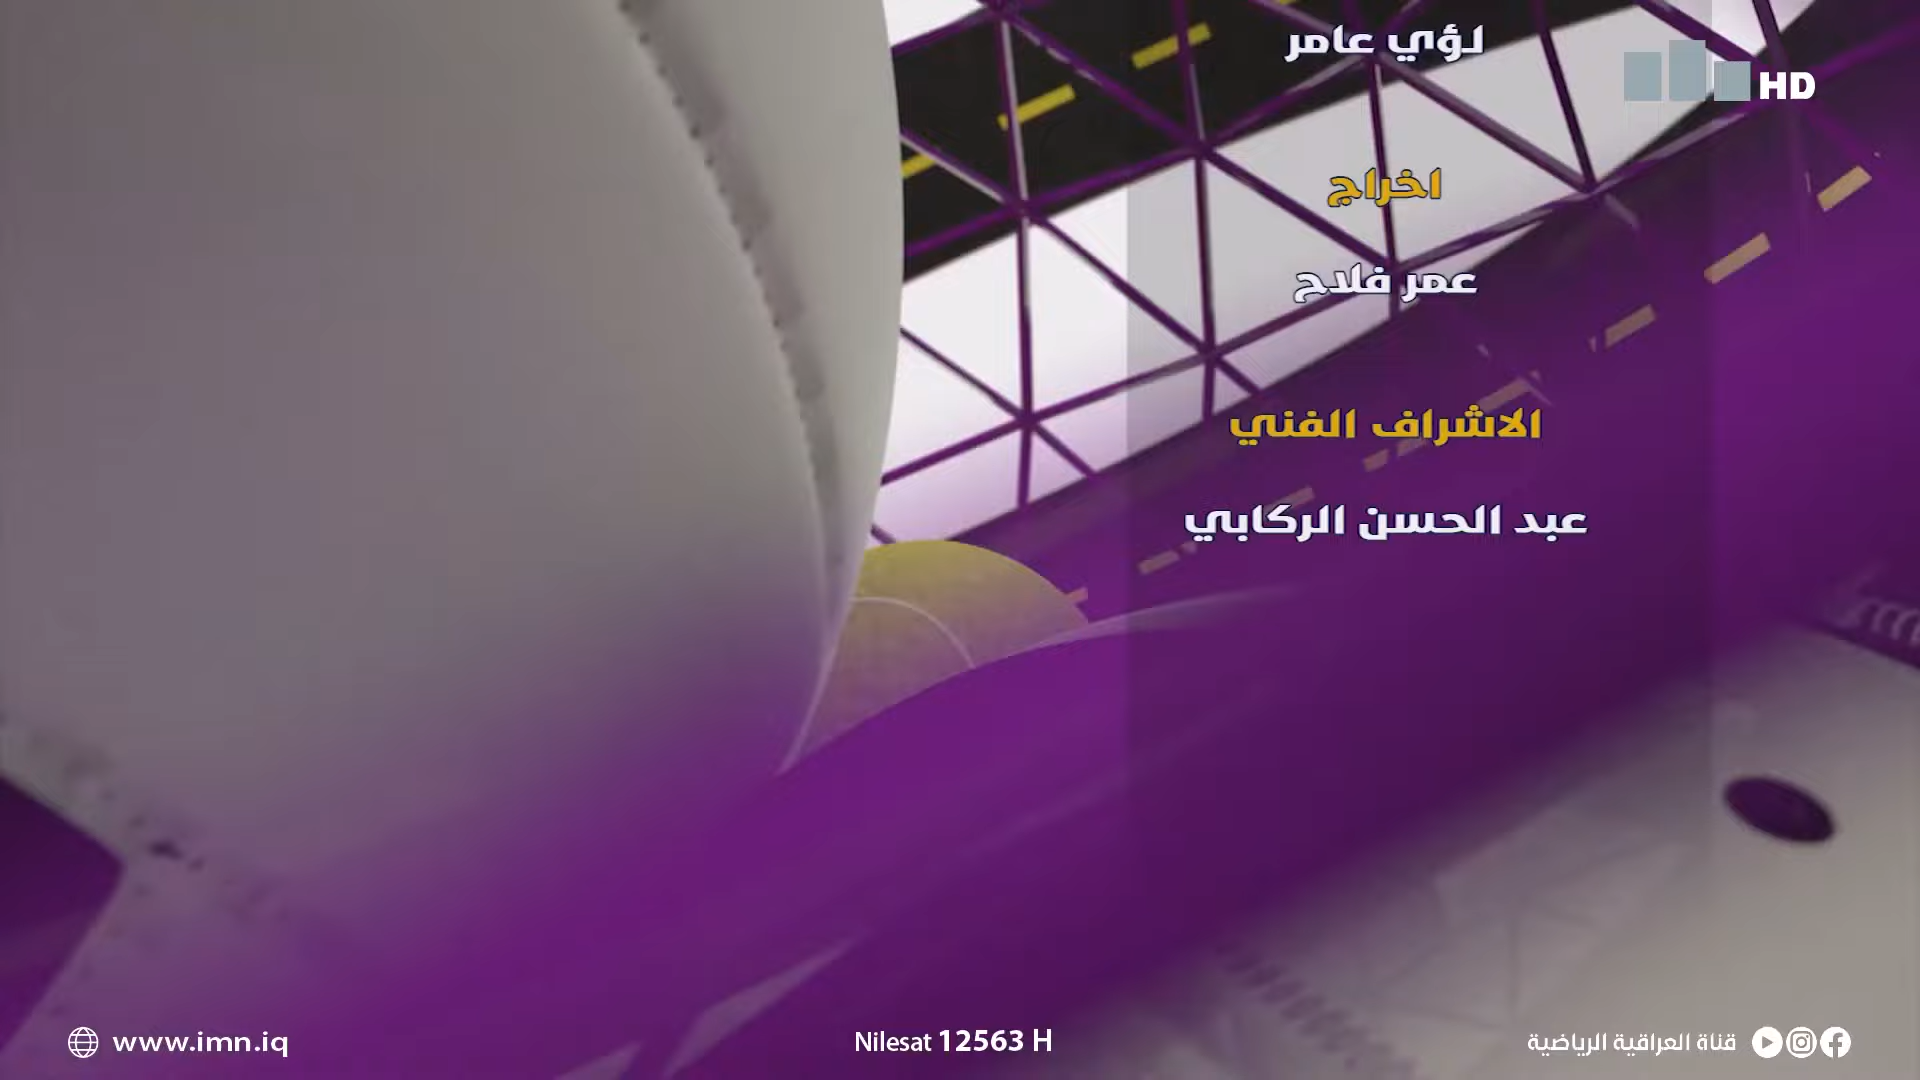 لؤي عامر
HD
اخراج
عمر فلاح
الاشراف الفني
عبد الحسن الركابي
www.imn.iq
Nilesat 12563 H
قناة العراقية الرياضية